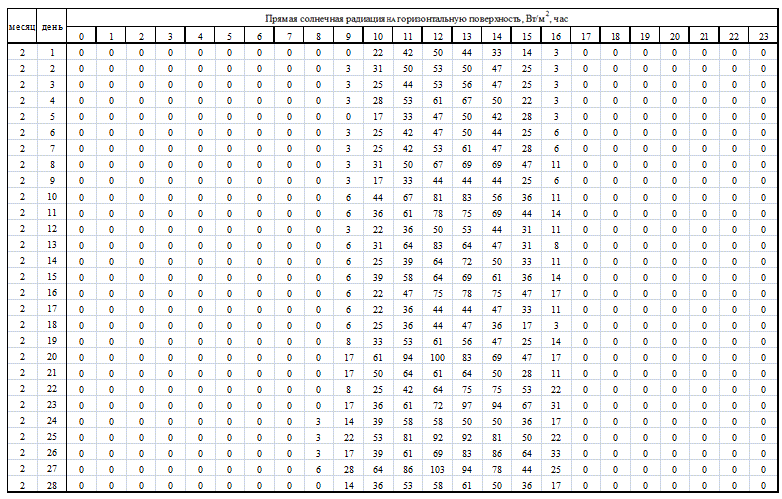 месяц день Прямая солнечная радиация на горизонтальную поверхность, Вт/м², час
0 1 2 3 4 5 6 7 8 9 10 11 12 13 14 15 16 17 18 19 20 21 22 23
2 1 0 0 0 0 0 0 0 0 0 0 22 42 50 44 33 14 3 0 0 0 0 0 0 0
2 2 0 0 0 0 0 0 0 0 0 3 31 50 53 50 47 25 3 0 0 0 0 0 0 0
2 3 0 0 0 0 0 0 0 0 0 3 25 44 53 56 47 25 3 0 0 0 0 0 0 0
2 4 0 0 0 0 0 0 0 0 0 3 28 53 61 67 50 22 3 0 0 0 0 0 0 0
2 5 0 0 0 0 0 0 0 0 0 0 17 33 47 50 42 28 3 0 0 0 0 0 0 0
2 6 0 0 0 0 0 0 0 0 0 3 25 42 47 50 44 25 6 0 0 0 0 0 0 0
2 7 0 0 0 0 0 0 0 0 0 3 25 42 53 61 47 28 6 0 0 0 0 0 0 0
2 8 0 0 0 0 0 0 0 0 0 3 31 50 67 69 69 47 11 0 0 0 0 0 0 0
2 9 0 0 0 0 0 0 0 0 0 3 17 33 44 44 44 25 6 0 0 0 0 0 0 0
2 10 0 0 0 0 0 0 0 0 0 6 44 67 81 83 56 36 11 0 0 0 0 0 0 0
2 11 0 0 0 0 0 0 0 0 0 6 36 61 78 75 69 44 14 0 0 0 0 0 0 0
2 12 0 0 0 0 0 0 0 0 0 3 22 36 50 53 44 31 11 0 0 0 0 0 0 0
2 13 0 0 0 0 0 0 0 0 0 6 31 64 83 64 47 31 8 0 0 0 0 0 0 0
2 14 0 0 0 0 0 0 0 0 0 6 25 39 64 72 50 33 11 0 0 0 0 0 0 0
2 15 0 0 0 0 0 0 0 0 0 6 39 58 64 69 61 36 14 0 0 0 0 0 0 0
2 16 0 0 0 0 0 0 0 0 0 6 22 47 75 78 75 47 17 0 0 0 0 0 0 0
2 17 0 0 0 0 0 0 0 0 0 6 22 36 44 44 47 33 11 0 0 0 0 0 0 0
2 18 0 0 0 0 0 0 0 0 0 6 25 36 44 47 36 17 3 0 0 0 0 0 0 0
2 19 0 0 0 0 0 0 0 0 0 8 33 53 61 56 47 25 14 0 0 0 0 0 0 0
2 20 0 0 0 0 0 0 0 0 0 17 61 94 100 83 69 47 17 0 0 0 0 0 0 0
2 21 0 0 0 0 0 0 0 0 0 17 50 64 61 64 50 28 11 0 0 0 0 0 0 0
2 22 0 0 0 0 0 0 0 0 0 8 25 42 64 75 75 53 22 0 0 0 0 0 0 0
2 23 0 0 0 0 0 0 0 0 0 17 36 61 72 97 94 67 31 0 0 0 0 0 0 0
2 24 0 0 0 0 0 0 0 0 3 14 39 58 58 50 50 36 17 0 0 0 0 0 0 0
2 25 0 0 0 0 0 0 0 0 3 22 53 81 92 92 81 50 22 0 0 0 0 0 0 0
2 26 0 0 0 0 0 0 0 0 3 17 39 61 69 83 86 64 33 0 0 0 0 0 0 0
2 27 0 0 0 0 0 0 0 0 6 28 64 86 103 94 78 44 25 0 0 0 0 0 0 0
2 28 0 0 0 0 0 0 0 0 0 14 36 53 58 61 50 36 17 0 0 0 0 0 0 0